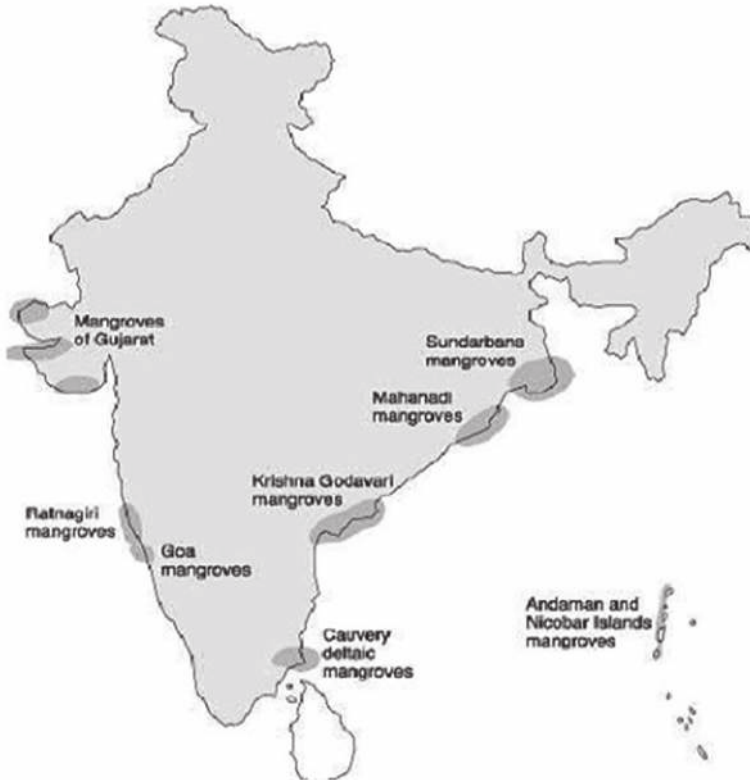 Mangroves
of Gujarat
Sundarbans
mangroves
Mahanadi
mangroves
Krishna Godavari
mangroves
Ratnagiri
mangroves
Goa
mangroves
Andaman and
Nicobar Islands
mangroves
Cauvery
deltaic
mangroves